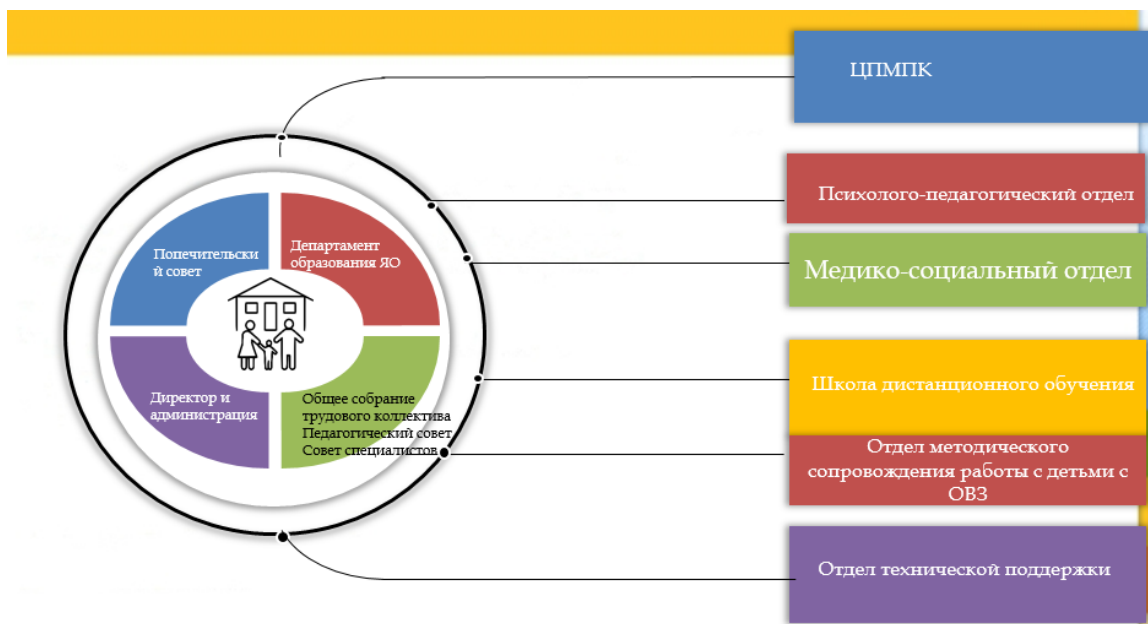 ЦПМПК
Психолого-педагогический отдел
Медико-социальный отдел
Школа дистанционного обучения
Отдел методического
сопровождения работы с детьми с
ОВЗ
Отдел технической поддержки
Попечительски
й совет
Департамент
образования ЯО
Директор и
администрация
Общее собрание
трудового коллектива
Педагогический совет
Совет специалистов